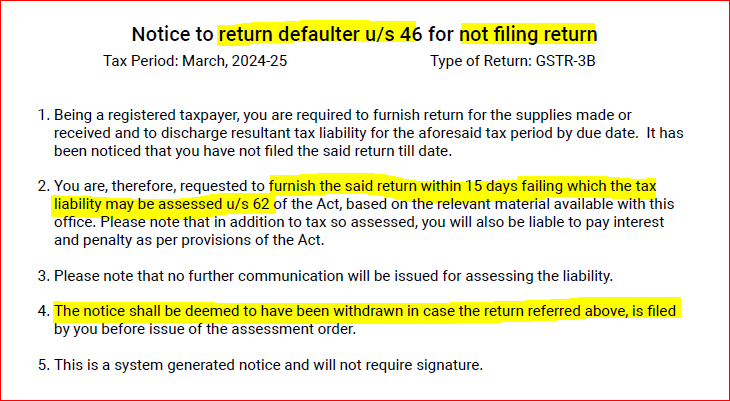 Notice to return defaulter u/s 46 for not filing return
Tax Period: March, 2024-25 Type of Return: GSTR-3B
1. Being a registered taxpayer, you are required to furnish return for the supplies made or
received and to discharge resultant tax liability for the aforesaid tax period by due date. It has
been noticed that you have not filed the said return till date.
2. You are, therefore, requested to furnish the said return within 15 days failing which the tax
liability may be assessed u/s 62 of the Act, based on the relevant material available with this
office. Please note that in addition to tax so assessed, you will also be liable to pay interest
and penalty as per provisions of the Act.
3. Please note that no further communication will be issued for assessing the liability.
4. The notice shall be deemed to have been withdrawn in case the return referred above, is filed
by you before issue of the assessment order.
5. This is a system generated notice and will not require signature.